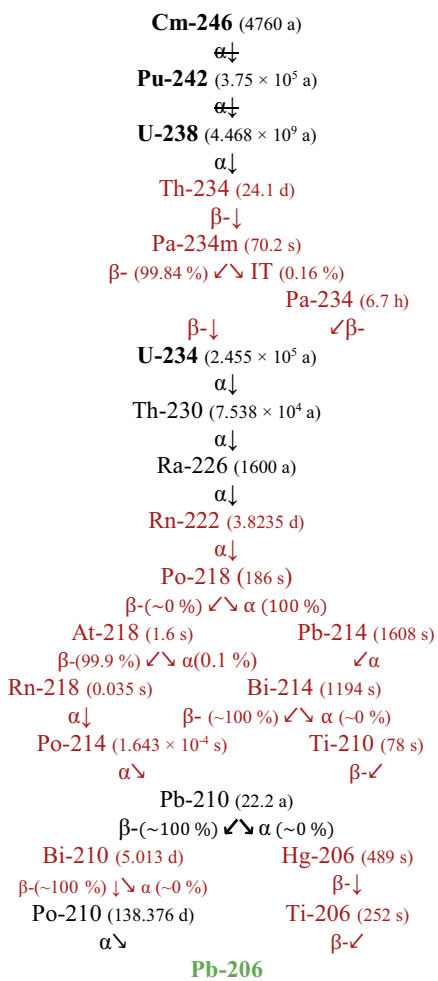 Cm-246 (4760 a)
α↓
Pu-242 (3.75 × 10⁵ a)
α↓
U-238 (4.468 × 10⁹ a)
α↓
Th-234 (24.1 d)
β-↓
Pa-234m (70.2 s)
β- (99.84 %) ↙↘ IT (0.16 %)
Pa-234 (6.7 h)
β-↓ ↙β-
U-234 (2.455 × 10⁵ a)
α↓
Th-230 (7.538 × 10⁴ a)
α↓
Ra-226 (1600 a)
α↓
Rn-222 (3.8235 d)
α↓
Po-218 (186 s)
β-(~0 %) ↙↘ α (100 %)
At-218 (1.6 s) Pb-214 (1608 s)
β-(99.9 %) ↙↘ α(0.1 %) ↙α
Rn-218 (0.035 s) Bi-214 (1194 s)
α↓ β- (~100 %) ↙↘ α (~0 %)
Po-214 (1.643 × 10⁻⁴ s) Ti-210 (78 s)
α↘ β-↙
Pb-210 (22.2 a)
β-(~100 %) ↙↘ α (~0 %)
Bi-210 (5.013 d) Hg-206 (489 s)
β-(~100 %) ↓↘ α (~0 %) β-↓
Po-210 (138.376 d) Ti-206 (252 s)
α↘ β-↙
Pb-206